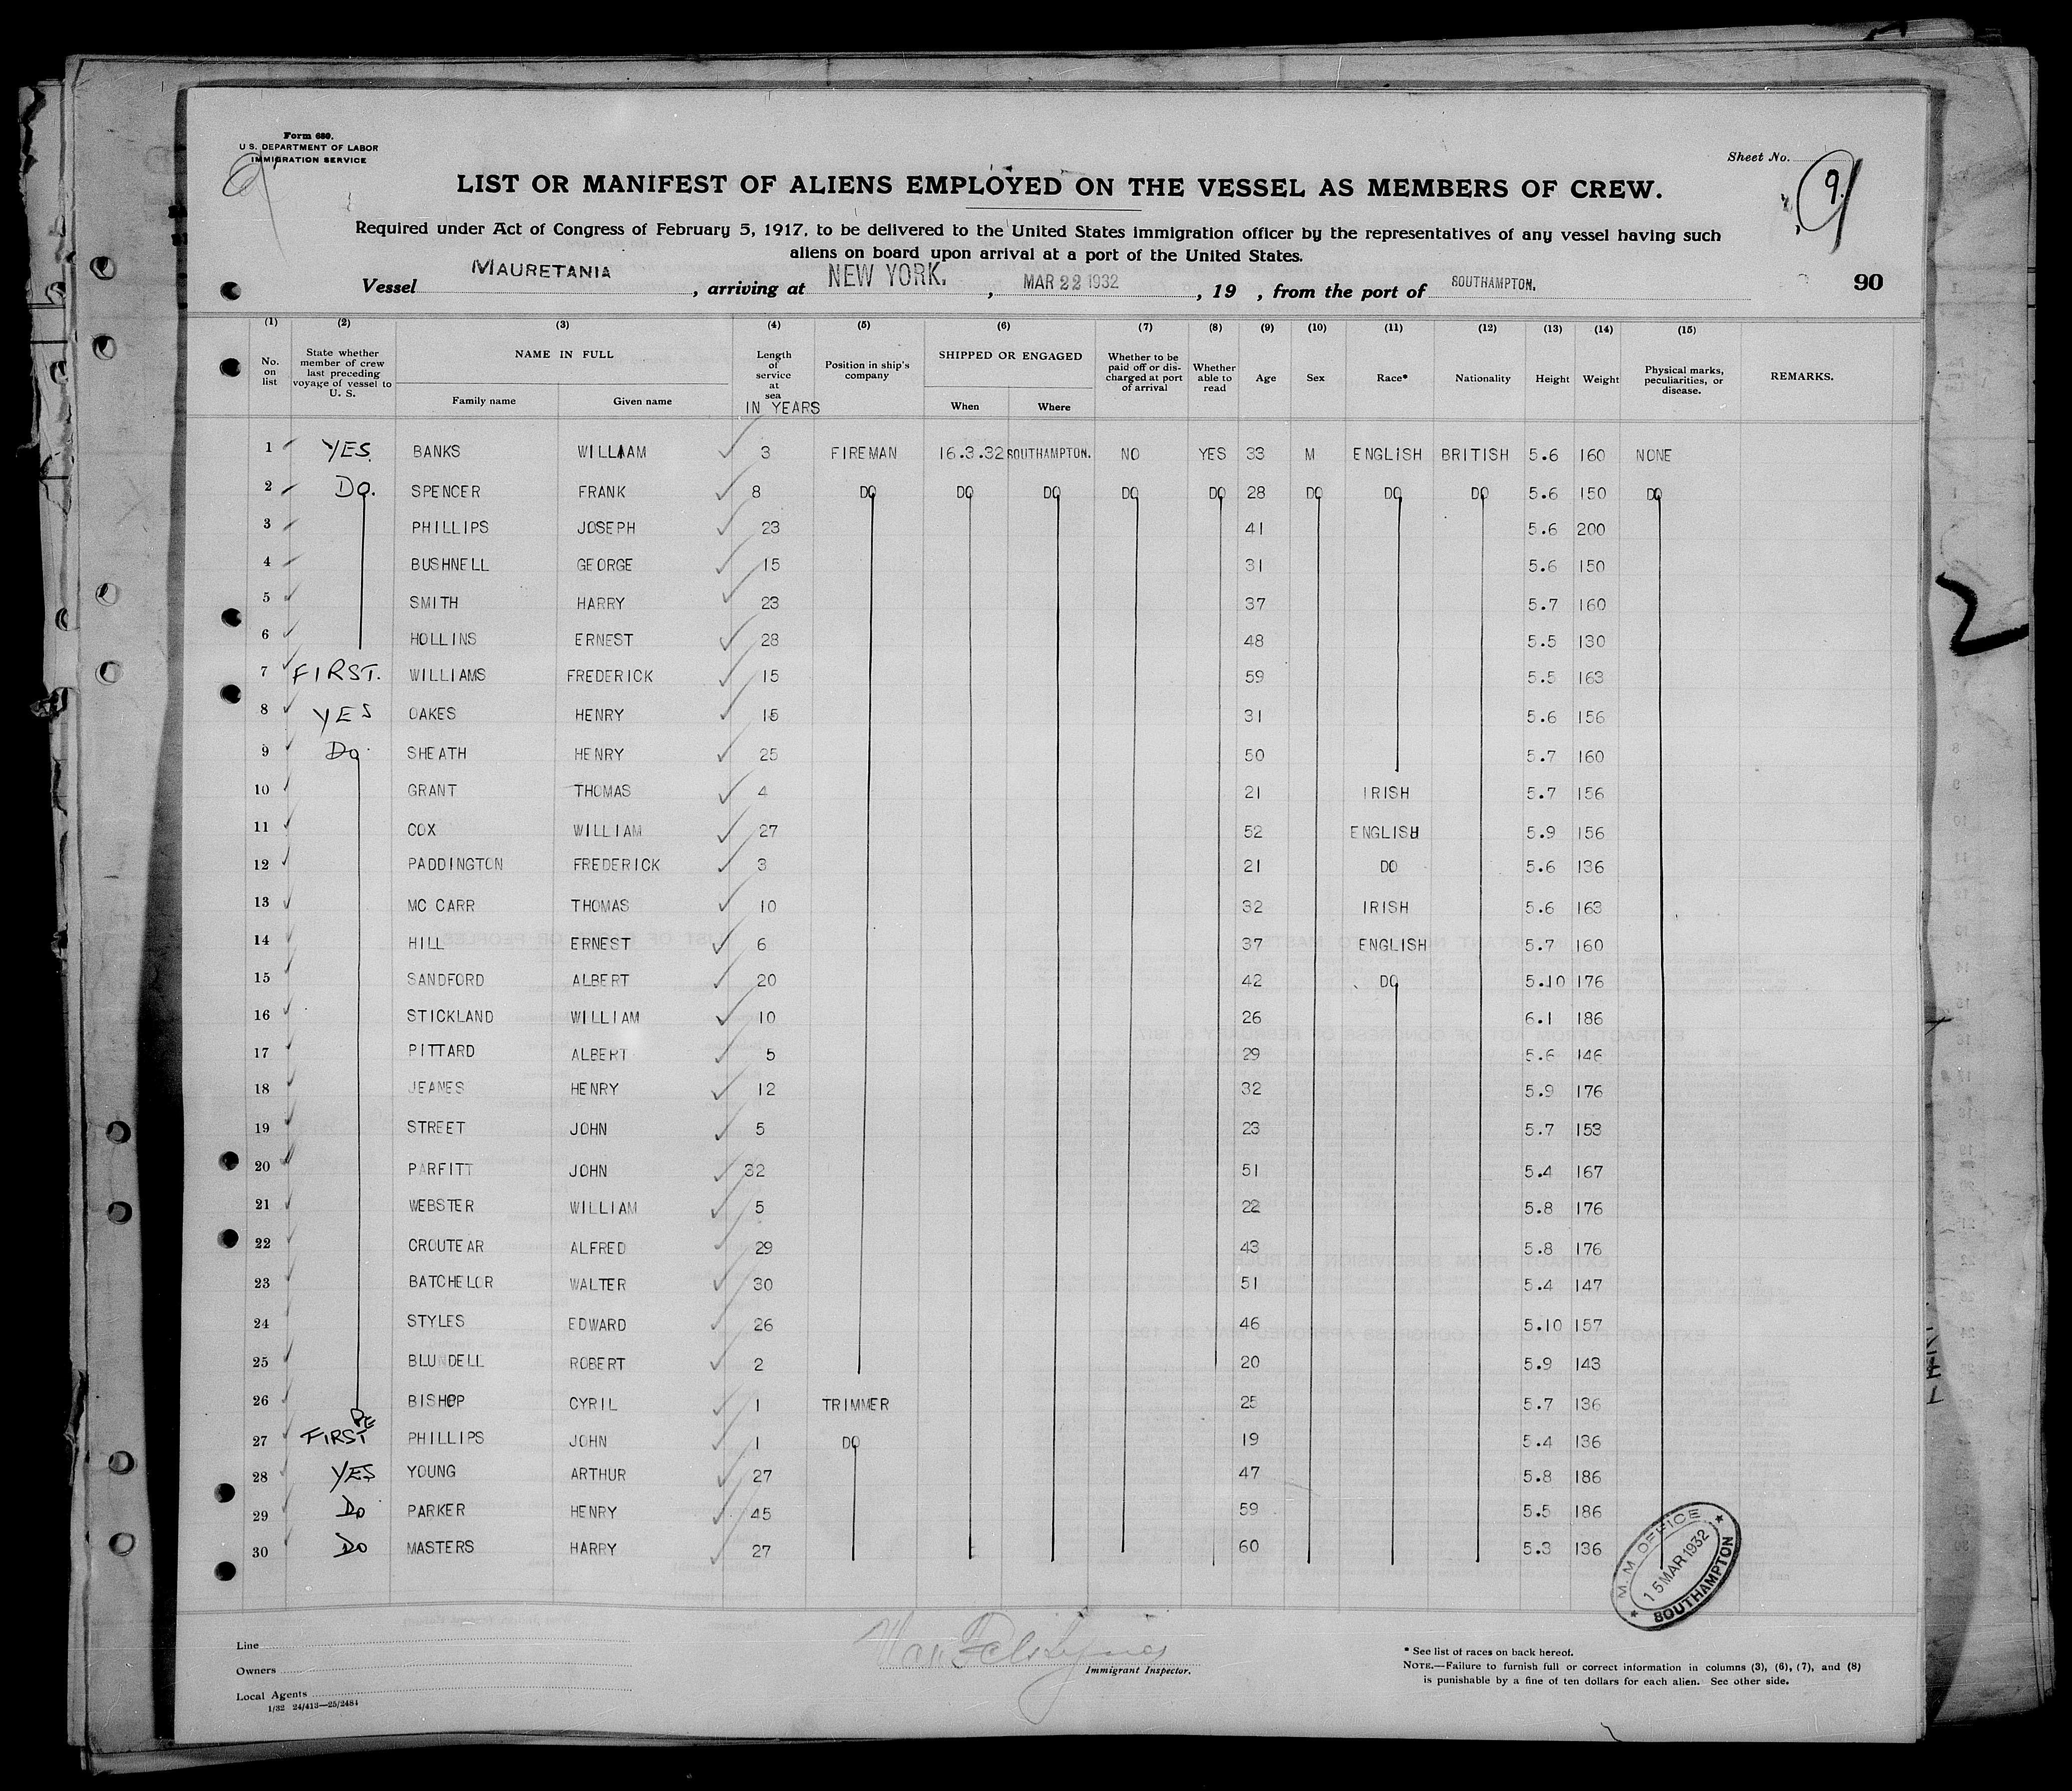 Form 680.
U.S. DEPARTMENT OF LABOR
IMMIGRATION SERVICE
Sheet No. 9
LIST OR MANIFEST OF ALIENS EMPLOYED ON THE VESSEL AS MEMBERS OF CREW.
Required under Act of Congress of February 5, 1917, to be delivered to the United States immigration officer by the representatives of any vessel having such
aliens on board upon arrival at a port of the United States.
Vessel MAURETANIA, arriving at NEW YORK., MAR 22 1932, 19 , from the port of SOUTHAMPTON. 90
(1) (2) (3) (4) (5) (6) (7) (8) (9) (10) (11) (12) (13) (14) (15)
No. on list State whether member of crew last preceding voyage of vessel to U. S. NAME IN FULL Family name Given name Length of service at sea IN YEARS Position in ship's company SHIPPED OR ENGAGED When Where Whether to be paid off or discharged at port of arrival Whether able to read Age Sex Race* Nationality Height Weight Physical marks, peculiarities, or disease. REMARKS.
1 YES. BANKS WILLIAM 3 FIREMAN 16.3.32 SOUTHAMPTON. NO YES 33 M ENGLISH BRITISH 5.6 160 NONE
2 DO. SPENCER FRANK 8 DO DO DO DO DO 28 DO DO DO 5.6 150 DO
3 PHILLIPS JOSEPH 23 41 5.6 200
4 BUSHNELL GEORGE 15 31 5.6 150
5 SMITH HARRY 23 37 5.7 160
6 HOLLINS ERNEST 28 48 5.5 130
7 FIRST. WILLIAMS FREDERICK 15 59 5.5 163
8 YES OAKES HENRY 15 31 5.6 156
9 Do. SHEATH HENRY 25 50 5.7 160
10 GRANT THOMAS 4 21 IRISH 5.7 156
11 COX WILLIAM 27 52 ENGLISH 5.9 156
12 PADDINGTON FREDERICK 3 21 DO 5.6 136
13 MC CARR THOMAS 10 32 IRISH 5.6 163
14 HILL ERNEST 6 37 ENGLISH 5.7 160
15 SANDFORD ALBERT 20 42 DO 5.10 176
16 STICKLAND WILLIAM 10 26 6.1 186
17 PITTARD ALBERT 5 29 5.6 146
18 JEANES HENRY 12 32 5.9 176
19 STREET JOHN 5 23 5.7 153
20 PARFITT JOHN 32 51 5.4 167
21 WEBSTER WILLIAM 5 22 5.8 176
22 CROUTEAR ALFRED 29 43 5.8 176
23 BATCHELOR WALTER 30 51 5.4 147
24 STYLES EDWARD 26 46 5.10 157
25 BLUNDELL ROBERT 2 20 5.9 143
26 BISHOP CYRIL 1 TRIMMER 25 5.7 136
27 FIRST PHILLIPS JOHN 1 DO 19 5.4 136
28 YES YOUNG ARTHUR 27 47 5.8 186
29 Do PARKER HENRY 45 59 5.5 186
30 Do MASTERS HARRY 27 60 5.3 136
M. M. OFFICE
15 MAR 1932
SOUTHAMPTON
Line
Owners
Local Agents
1/32 24/413—25/2484
Immigrant Inspector.
* See list of races on back hereof.
NOTE.—Failure to furnish full or correct information in columns (3), (6), (7), and (8)
is punishable by a fine of ten dollars for each alien. See other side.